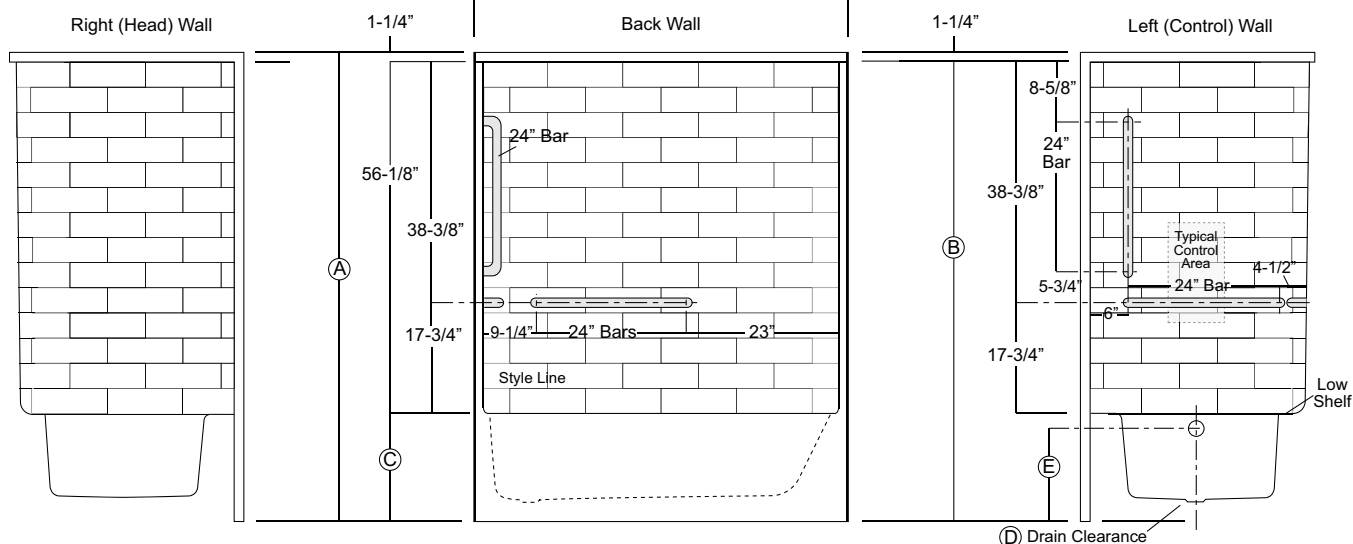 Right (Head) Wall
1-1/4”
Back Wall
1-1/4”
Left (Control) Wall
8-5/8”
24” Bar
24”
Bar
56-1/8”
38-3/8”
38-3/8”
Typical
Control
Area
A
B
4-1/2”
5-3/4”
24” Bar
6”
17-3/4”
9-1/4”
24” Bars
23”
17-3/4”
Style Line
Low
Shelf
C
E
D Drain Clearance